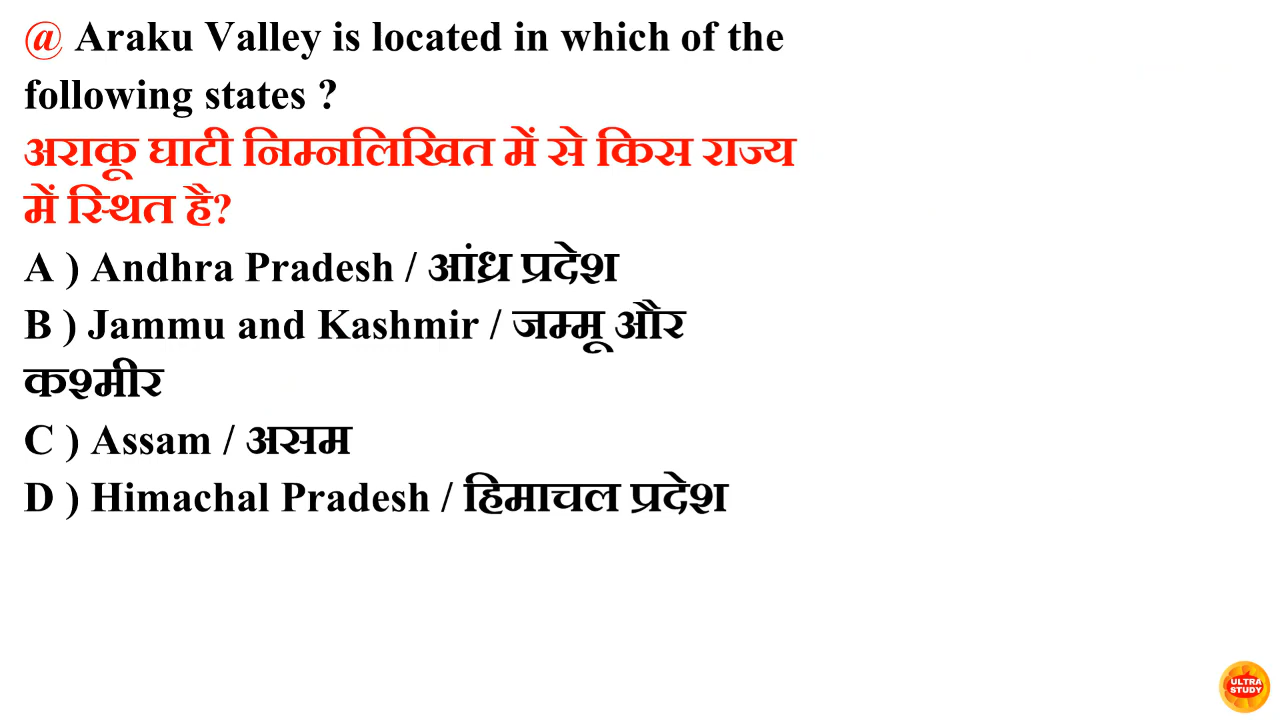 @ Araku Valley is located in which of the
following states ?
अराकू घाटी निम्नलिखित में से किस राज्य
में स्थित है?
A ) Andhra Pradesh / आंध्र प्रदेश
B ) Jammu and Kashmir / जम्मू और
कश्मीर
C ) Assam / असम
D ) Himachal Pradesh / हिमाचल प्रदेश
ULTRA
STUDY